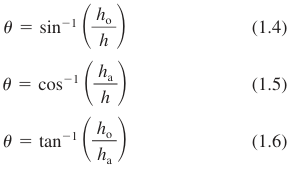 θ = sin⁻¹ (hₒ/h) (1.4)
θ = cos⁻¹ (hₐ/h) (1.5)
θ = tan⁻¹ (hₒ/hₐ) (1.6)